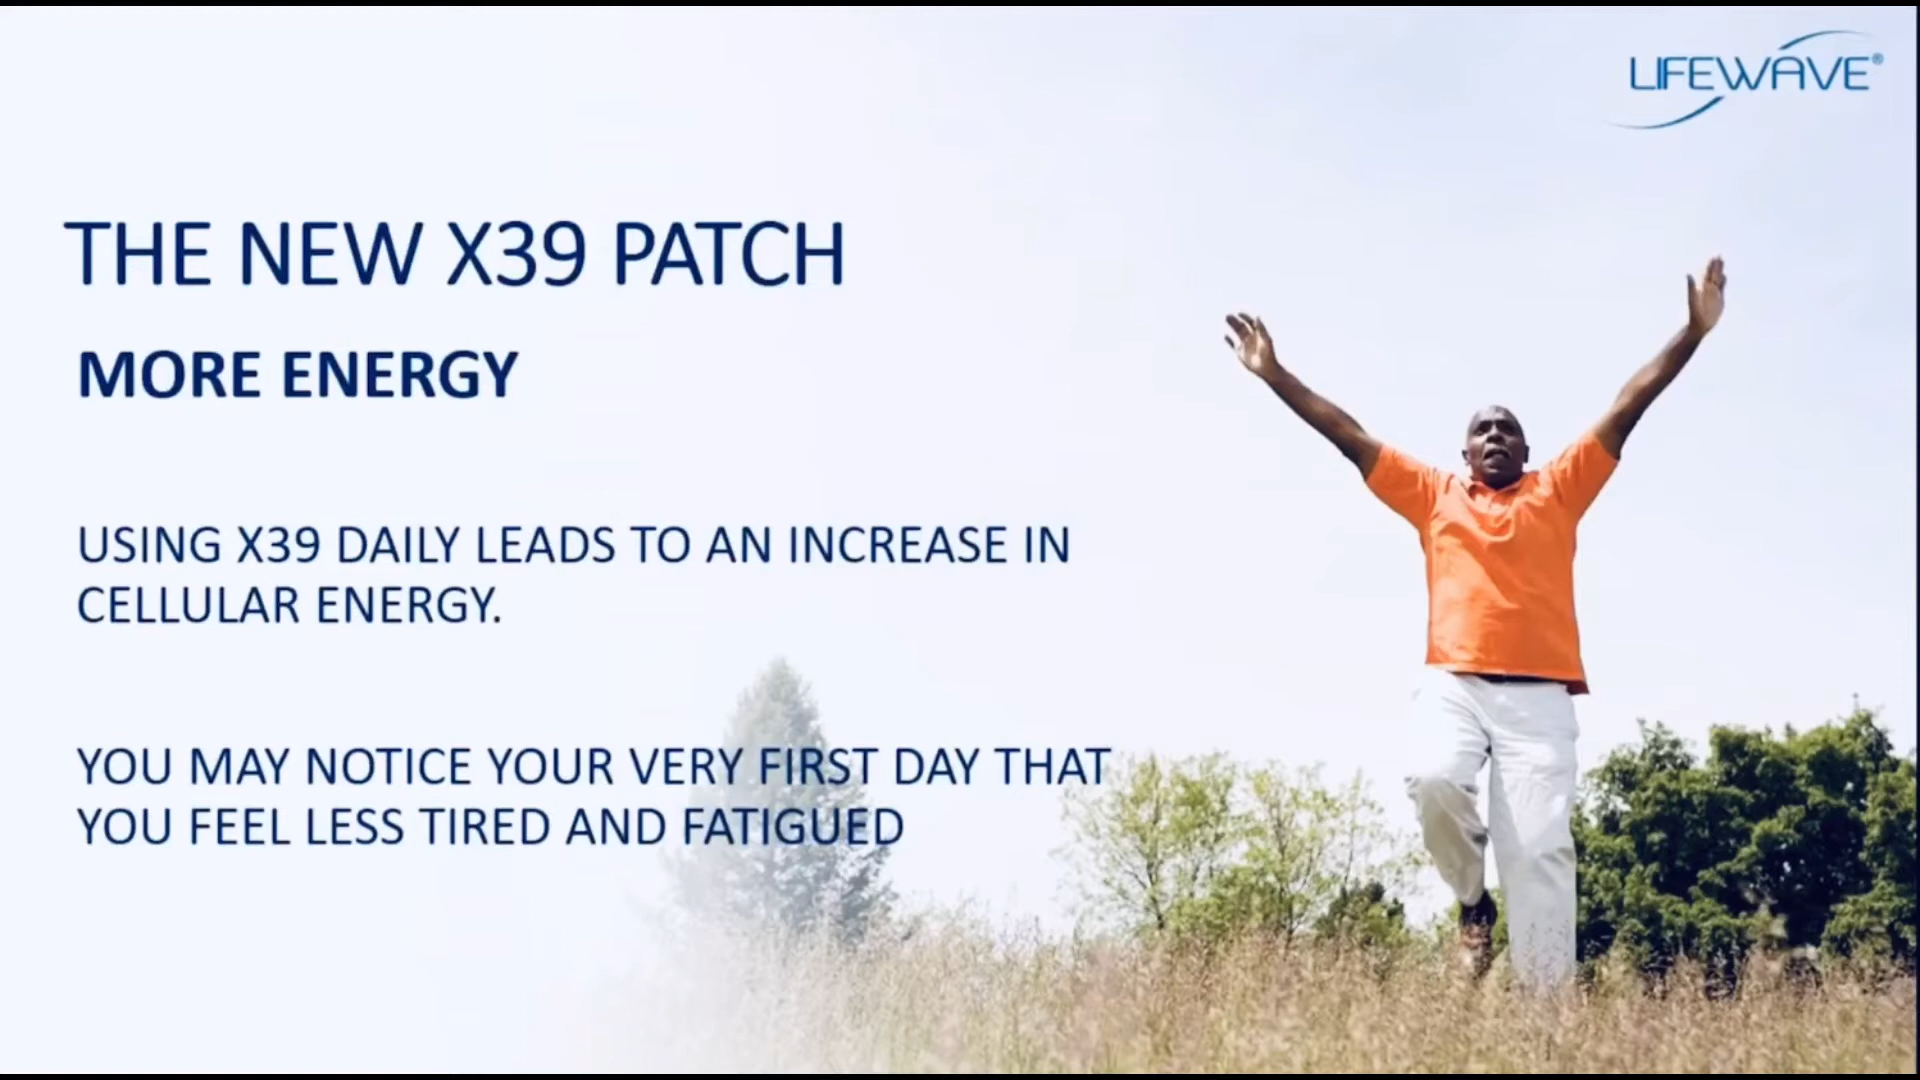 LIFEWAVE®
THE NEW X39 PATCH
MORE ENERGY
USING X39 DAILY LEADS TO AN INCREASE IN
CELLULAR ENERGY.
YOU MAY NOTICE YOUR VERY FIRST DAY THAT
YOU FEEL LESS TIRED AND FATIGUED